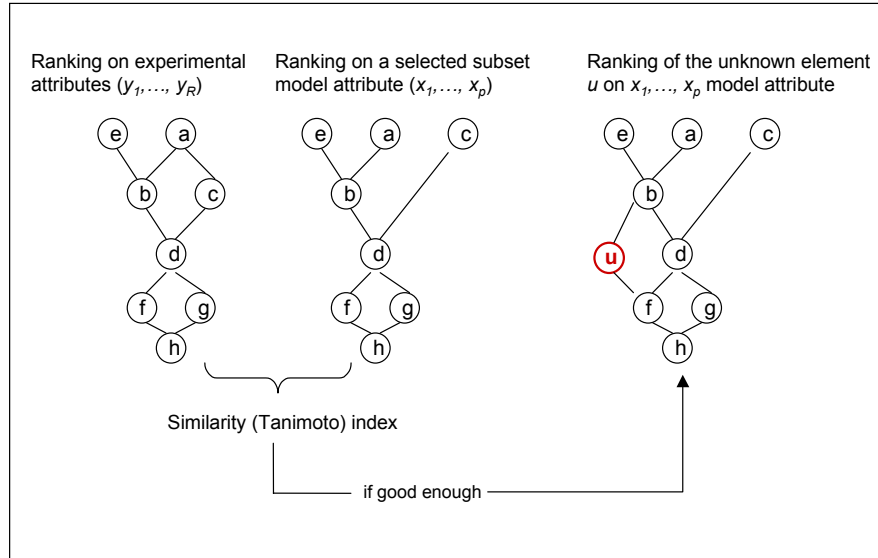 Ranking on experimental
attributes (y1,…, yR)
Ranking on a selected subset
model attribute (x1,…, xp)
Ranking of the unknown element
u on x1,…, xp model attribute
e a
b c
d
f g
h
e a c
b
d
f g
h
e a c
b
u d
f g
h
Similarity (Tanimoto) index
if good enough